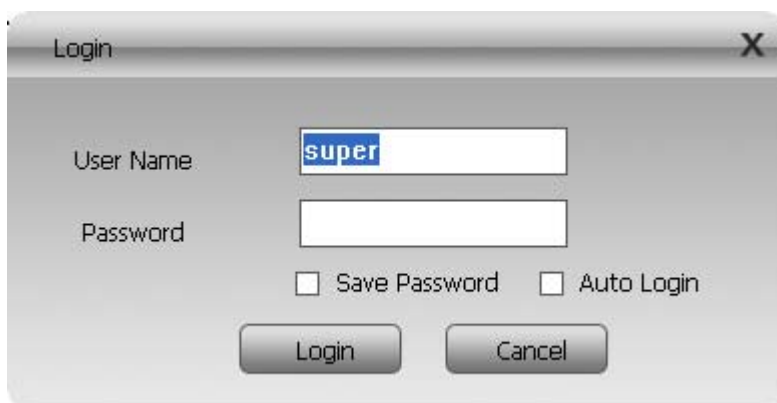 Login X
User Name super
Password
Save Password Auto Login
Login Cancel